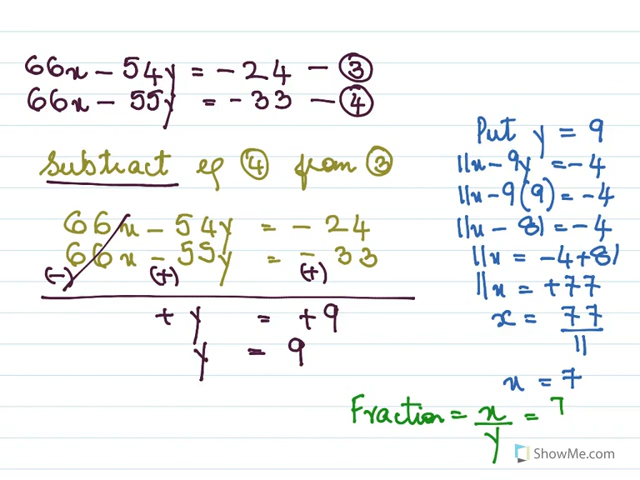 66x - 54y = - 24 - ③
66x - 55y = - 33 - ④
Subtract eq ④ from ③
66x - 54y = - 24
66x - 55y = - 33
(-) (+) (+)
+ y = + 9
y = 9
Put y = 9
11x - 9y = - 4
11x - 9(9) = - 4
11x - 81 = - 4
11x = - 4 + 81
11x = + 77
x = 77/11
x = 7
Fraction = x/y = 7
ShowMe.com